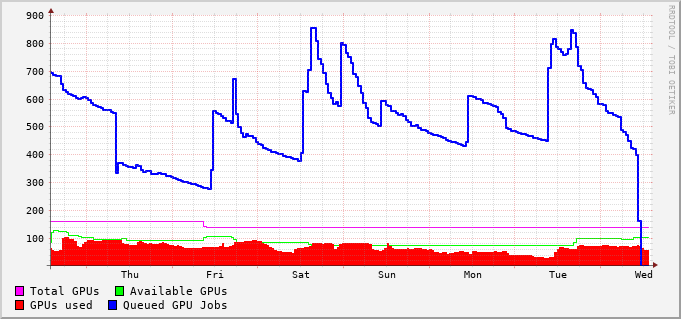 900
800
700
600
500
400
300
200
100
Thu Fri Sat Sun Mon Tue Wed
Total GPUs Available GPUs
GPUs used Queued GPU Jobs
RRDTOOL / TOBI OETIKER